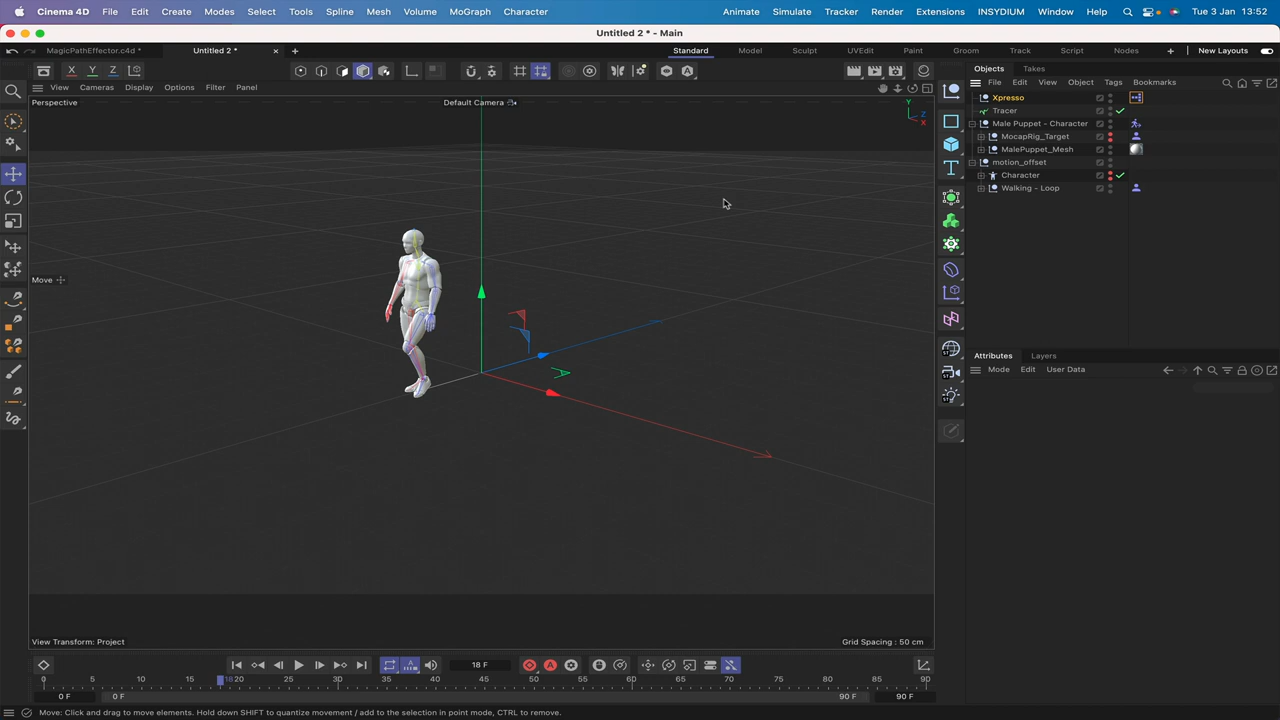 Cinema 4D File Edit Create Modes Select Tools Spline Mesh Volume MoGraph Character Animate Simulate Tracker Render Extensions INSYDIUM Window Help Tue 3 Jan 13:52
Untitled 2 * - Main
MagicPathEffector.c4d * Untitled 2 * Standard Model Sculpt UVEdit Paint Groom Track Script Nodes New Layouts
X Y Z
Objects Takes
View Cameras Display Options Filter Panel
File Edit View Object Tags Bookmarks
Perspective Default Camera
Xpresso
Tracer
Male Puppet - Character
MocapRig_Target
MalePuppet_Mesh
motion_offset
Character
Walking - Loop
Y
Z
X
Move
Attributes Layers
Mode Edit User Data
View Transform: Project Grid Spacing : 50 cm
18 F
0 5 10 15 18 20 25 30 35 40 45 50 55 60 65 70 75 80 85 90
0 F 0 F 90 F 90 F
Move: Click and drag to move elements. Hold down SHIFT to quantize movement / add to the selection in point mode, CTRL to remove.